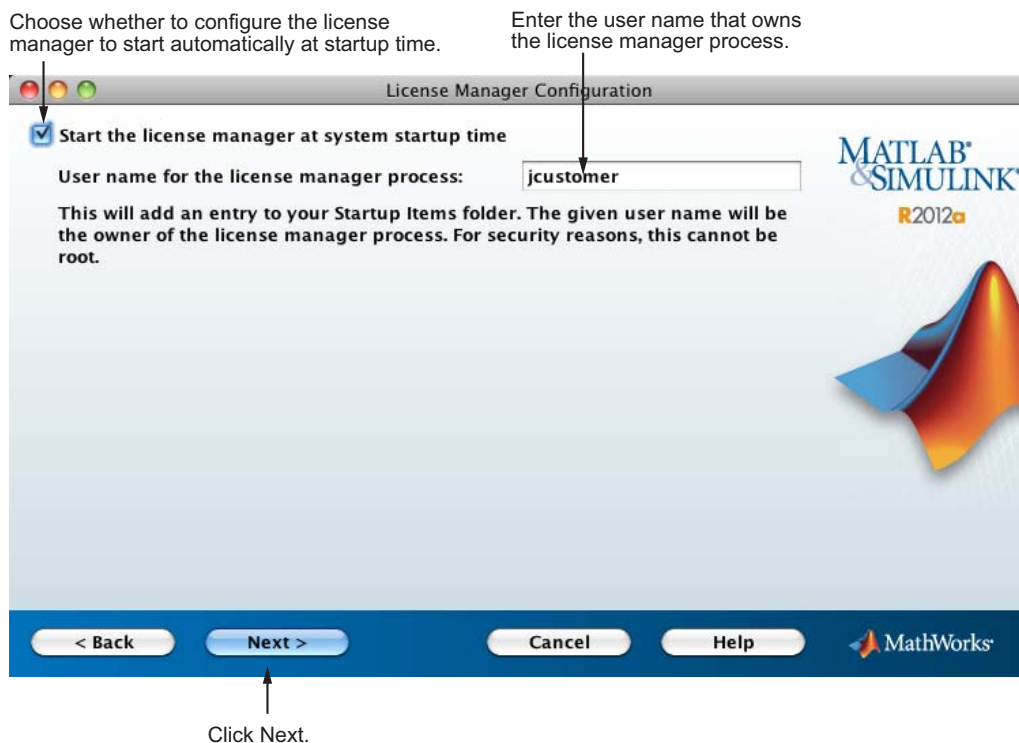 Choose whether to configure the license
manager to start automatically at startup time.
Enter the user name that owns
the license manager process.
License Manager Configuration
Start the license manager at system startup time
User name for the license manager process:
jcustomer
This will add an entry to your Startup Items folder. The given user name will be
the owner of the license manager process. For security reasons, this cannot be
root.
MATLAB®
&SIMULINK®
R2012a
< Back
Next >
Cancel
Help
MathWorks®
Click Next.